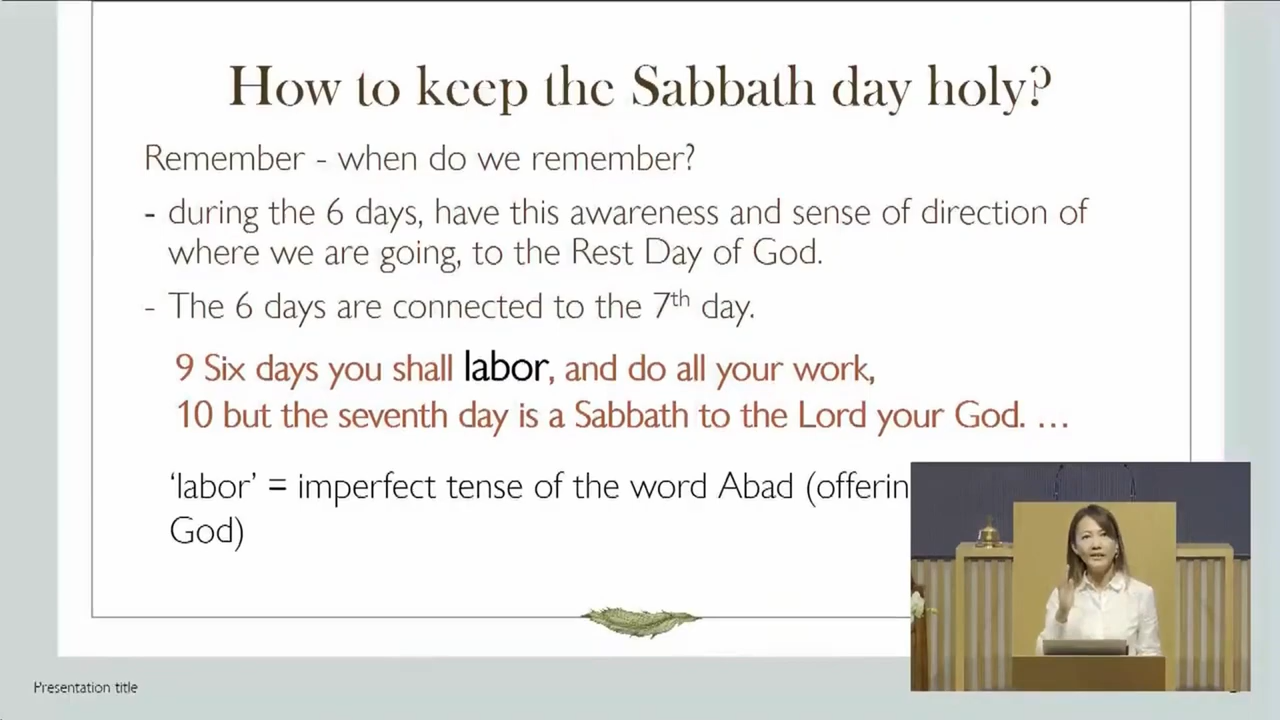 How to keep the Sabbath day holy?
Remember - when do we remember?
- during the 6 days, have this awareness and sense of direction of
where we are going, to the Rest Day of God.
- The 6 days are connected to the 7th day.
9 Six days you shall labor, and do all your work,
10 but the seventh day is a Sabbath to the Lord your God. …
‘labor’ = imperfect tense of the word Abad (offerin
God)
Presentation title